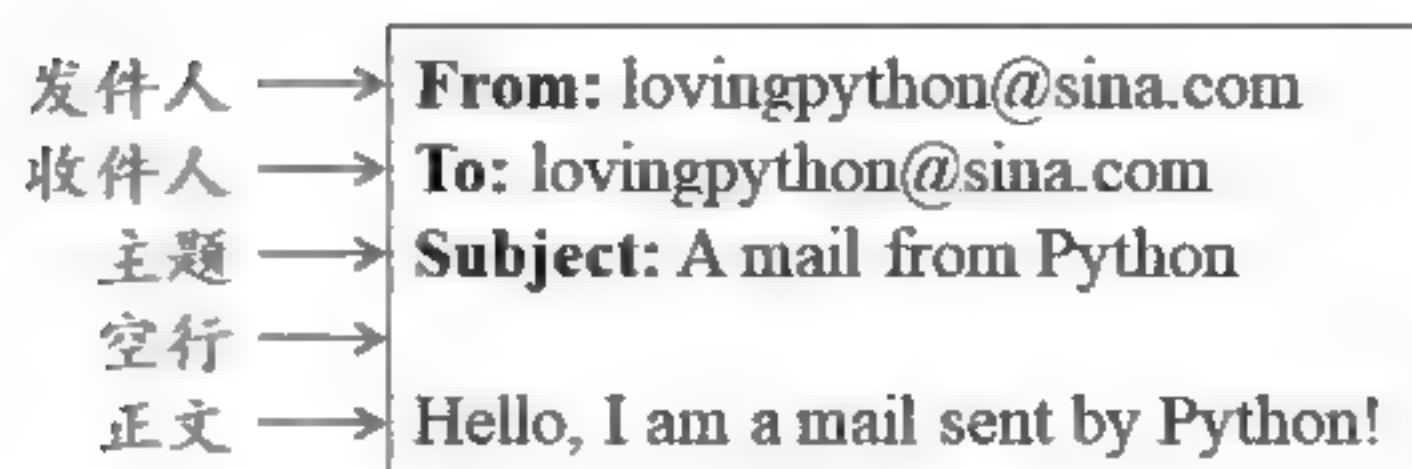 发件人 From: lovingpython@sina.com
收件人 To: lovingpython@sina.com
主题 Subject: A mail from Python
空行
正文 Hello, I am a mail sent by Python!